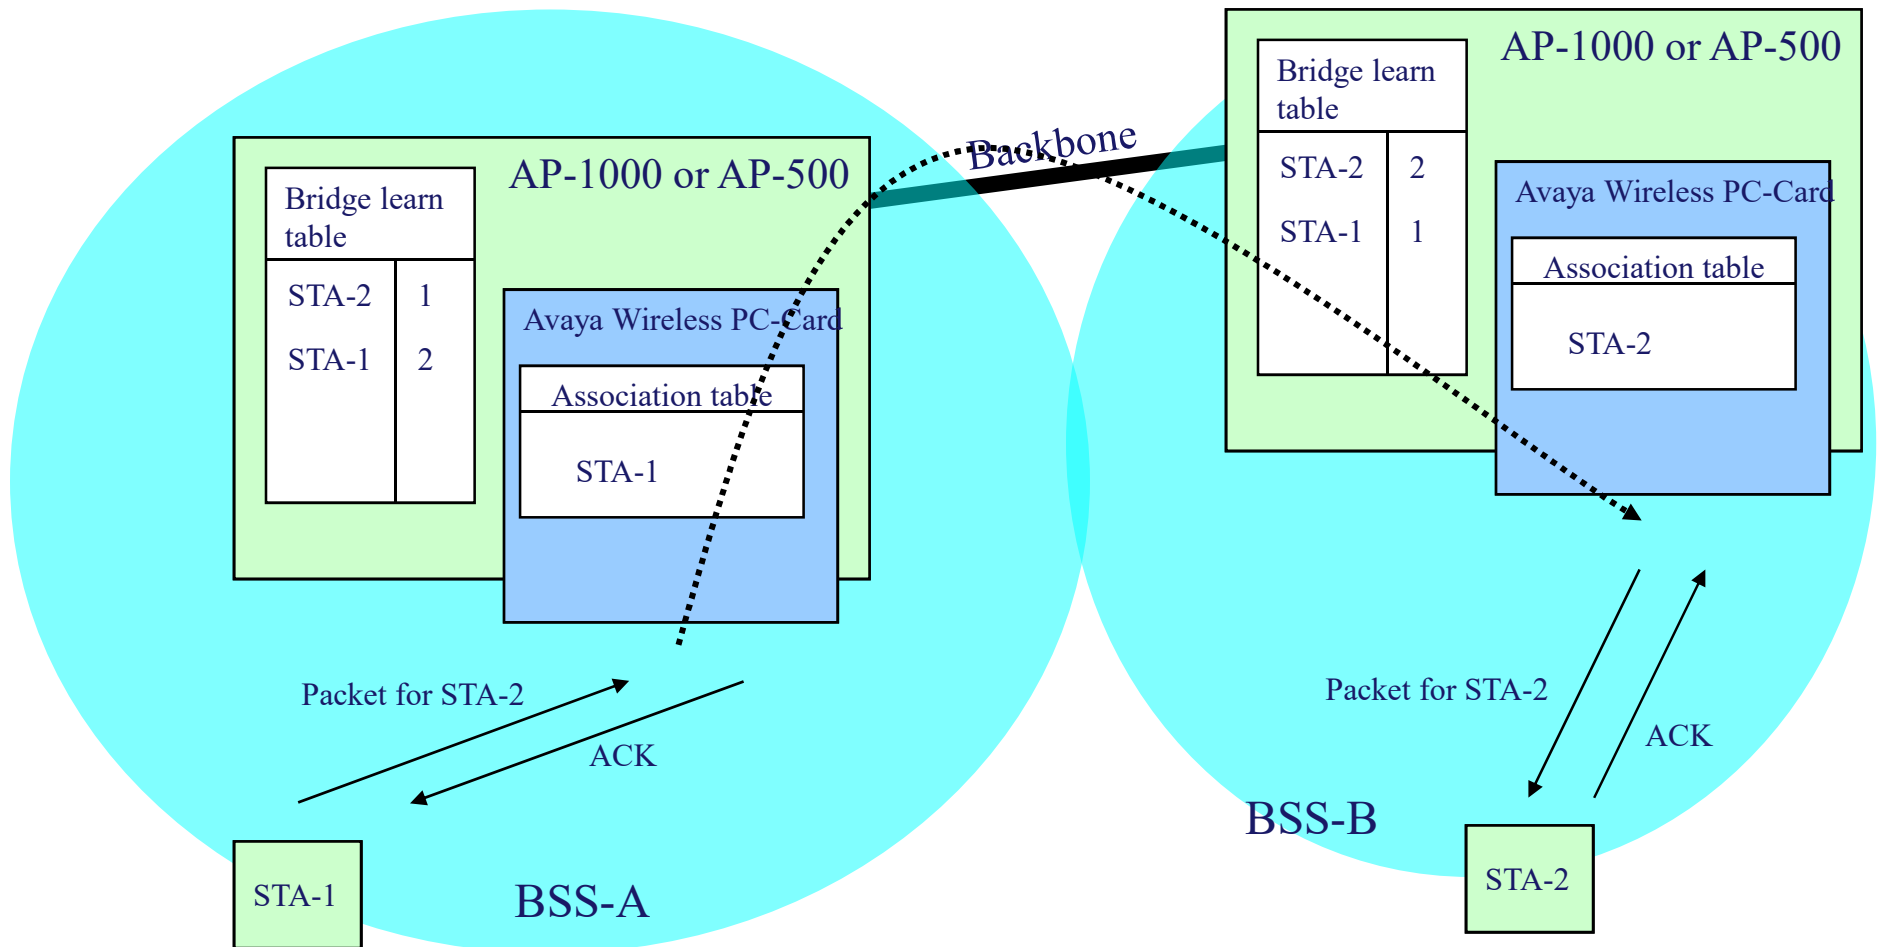 AP-1000 or AP-500
Bridge learn
table
STA-2 1
STA-1 2
Avaya Wireless PC-Card
Association table
STA-1
Packet for STA-2
ACK
STA-1
BSS-A
Backbone
AP-1000 or AP-500
Bridge learn
table
STA-2 2
STA-1 1
Avaya Wireless PC-Card
Association table
STA-2
Packet for STA-2
ACK
BSS-B
STA-2